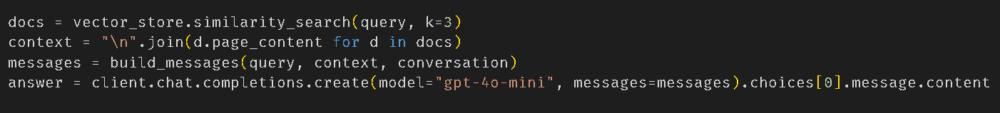 docs = vector_store.similarity_search(query, k=3)
context = "\n".join(d.page_content for d in docs)
messages = build_messages(query, context, conversation)
answer = client.chat.completions.create(model="gpt-4o-mini", messages=messages).choices[0].message.content